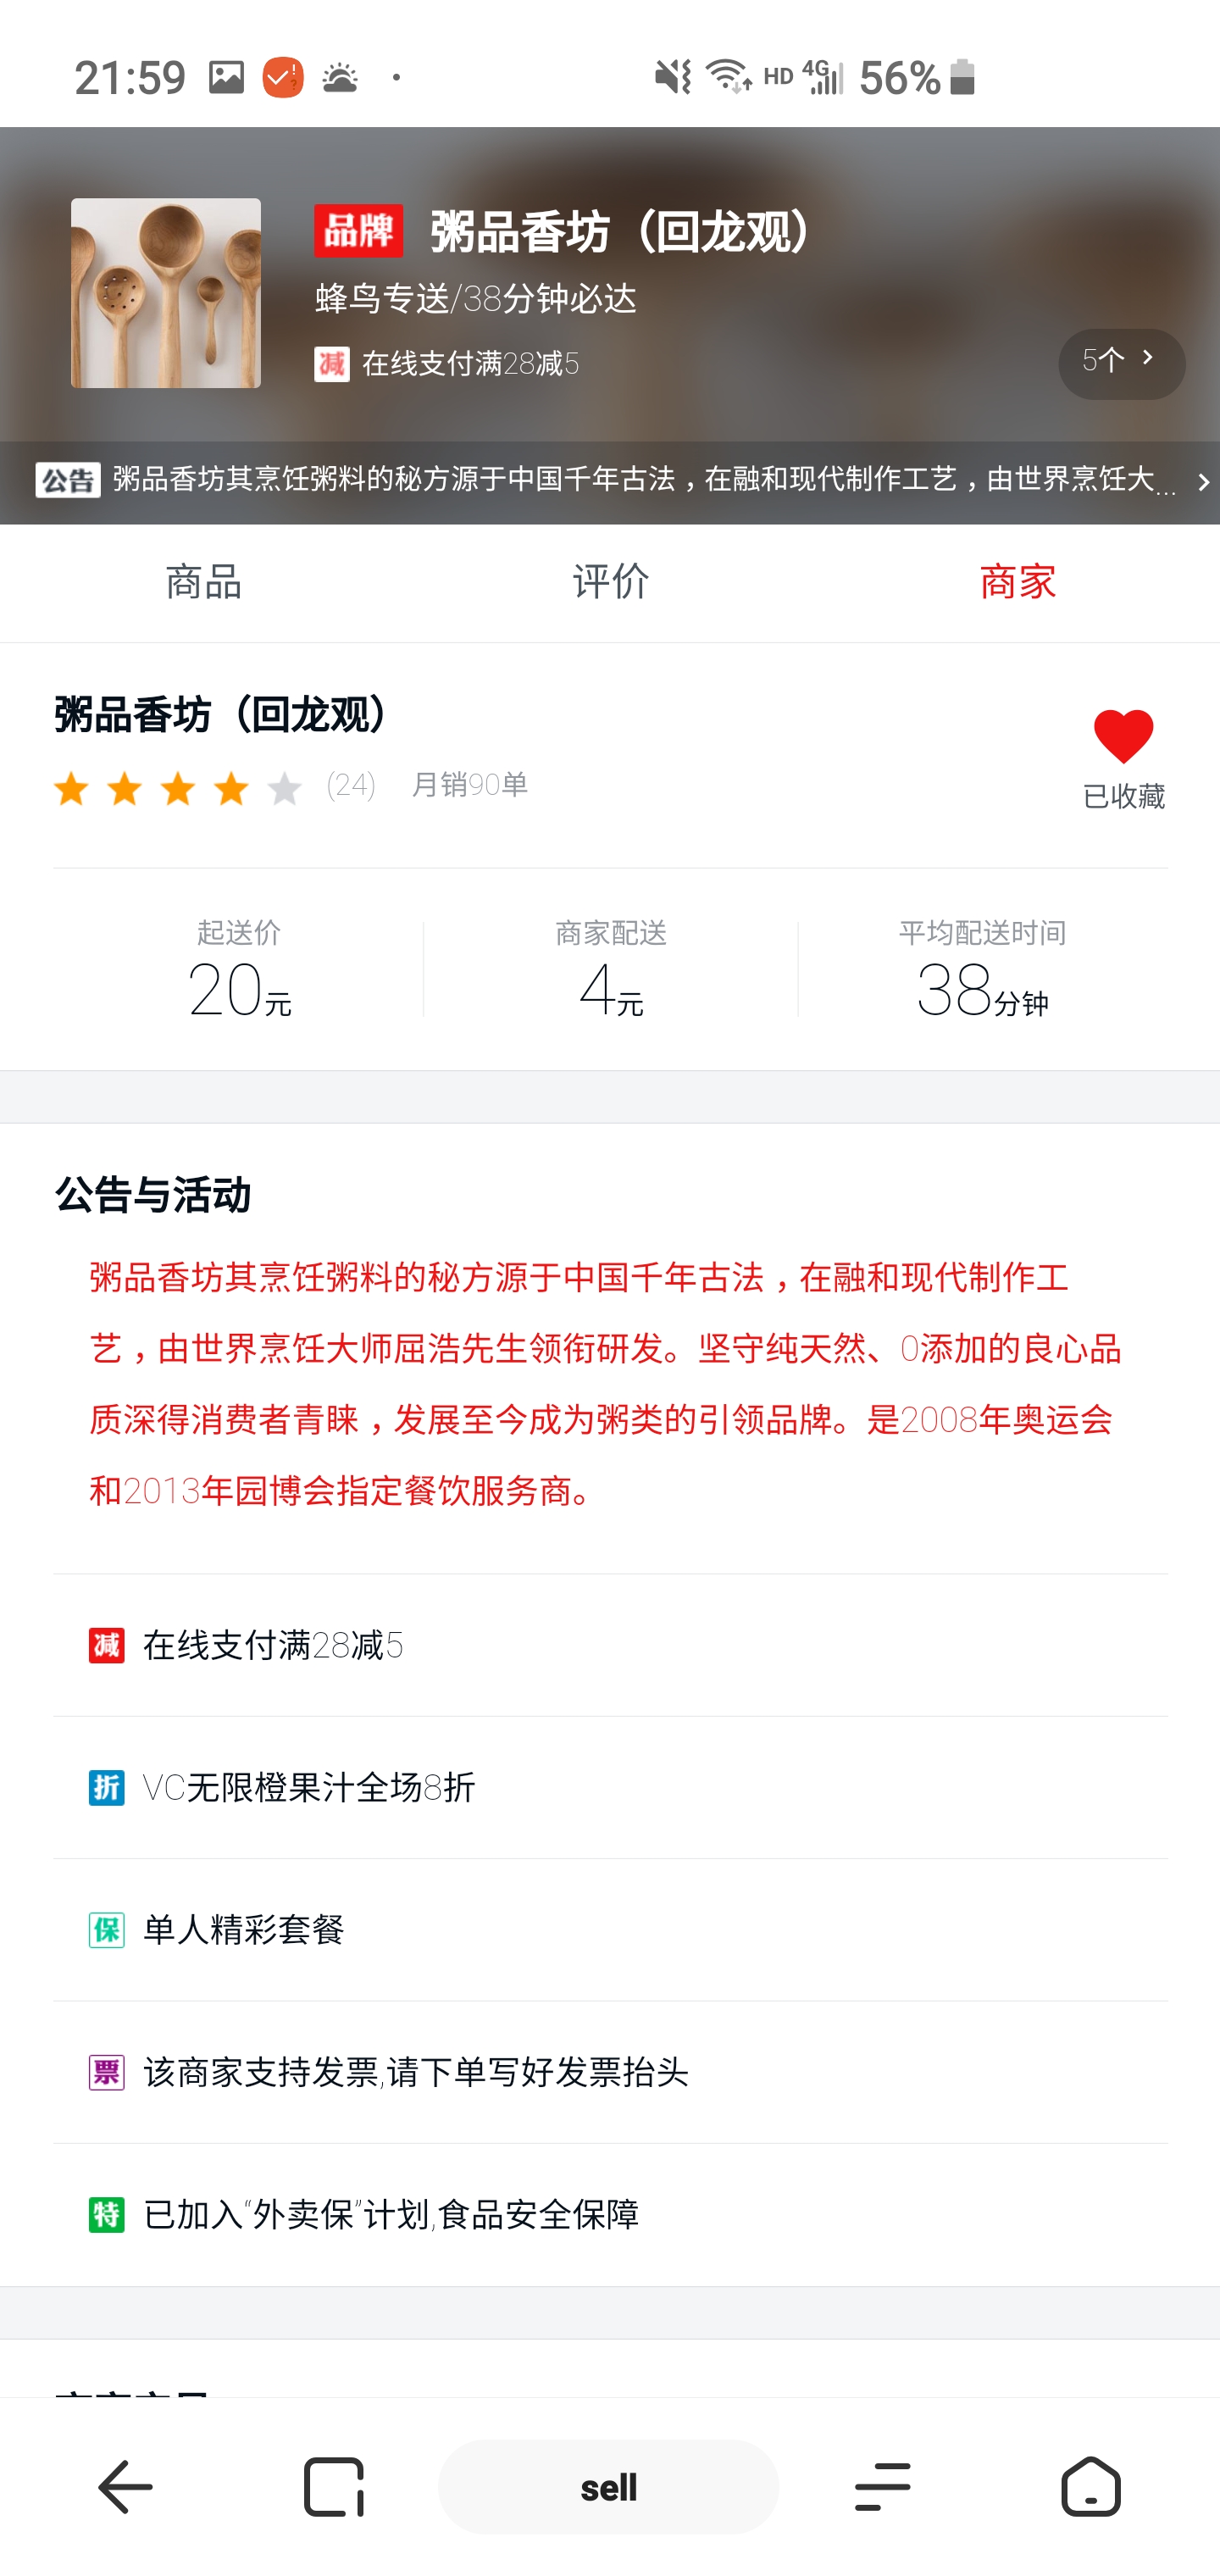 21:59
HD 4G 56%
品牌 粥品香坊（回龙观）
蜂鸟专送/38分钟必达
减 在线支付满28减5
5个
公告 粥品香坊其烹饪粥料的秘方源于中国千年古法，在融和现代制作工艺，由世界烹饪大...
商品 评价 商家
粥品香坊（回龙观）
(24) 月销90单
已收藏
起送价 商家配送 平均配送时间
20元 4元 38分钟
公告与活动
粥品香坊其烹饪粥料的秘方源于中国千年古法，在融和现代制作工
艺，由世界烹饪大师屈浩先生领衔研发。坚守纯天然、0添加的良心品
质深得消费者青睐，发展至今成为粥类的引领品牌。是2008年奥运会
和2013年园博会指定餐饮服务商。
减 在线支付满28减5
折 VC无限橙果汁全场8折
保 单人精彩套餐
票 该商家支持发票,请下单写好发票抬头
特 已加入“外卖保”计划,食品安全保障
sell